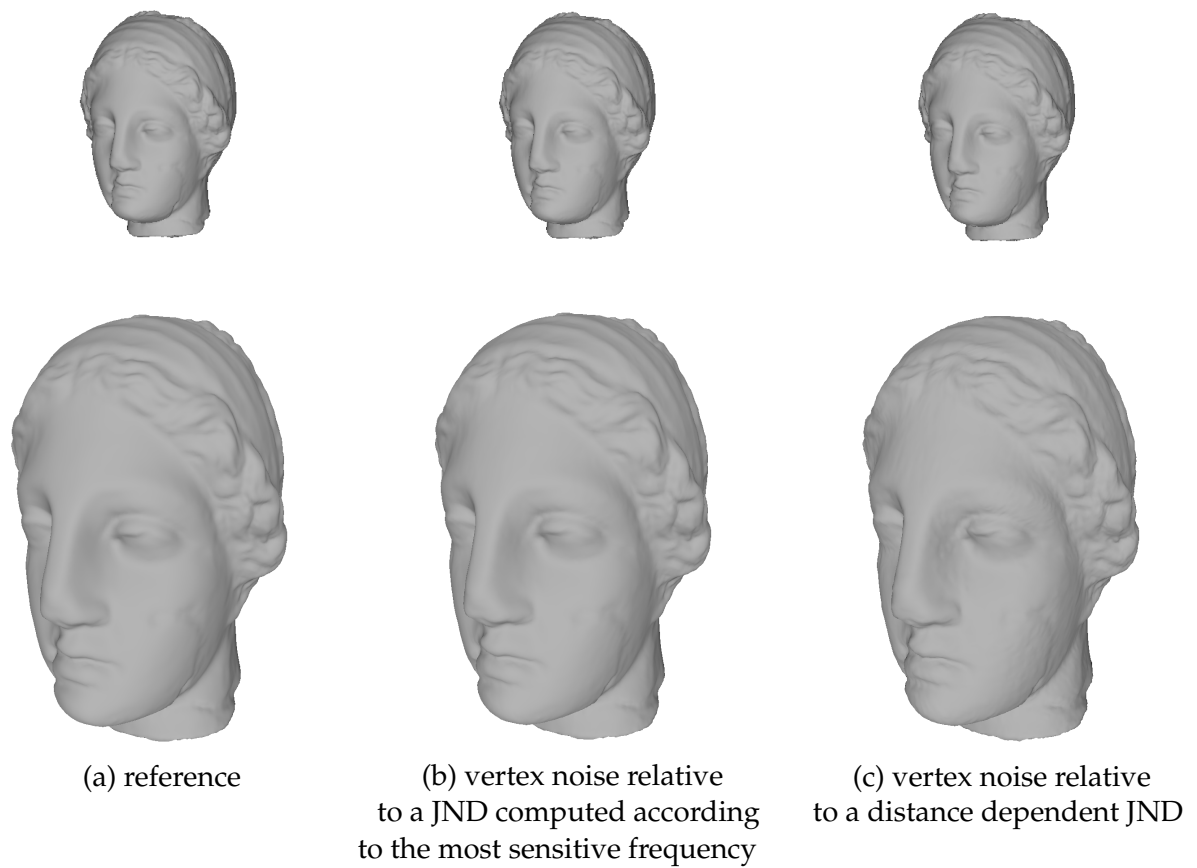 (a) reference
(b) vertex noise relative
to a JND computed according
to the most sensitive frequency
(c) vertex noise relative
to a distance dependent JND